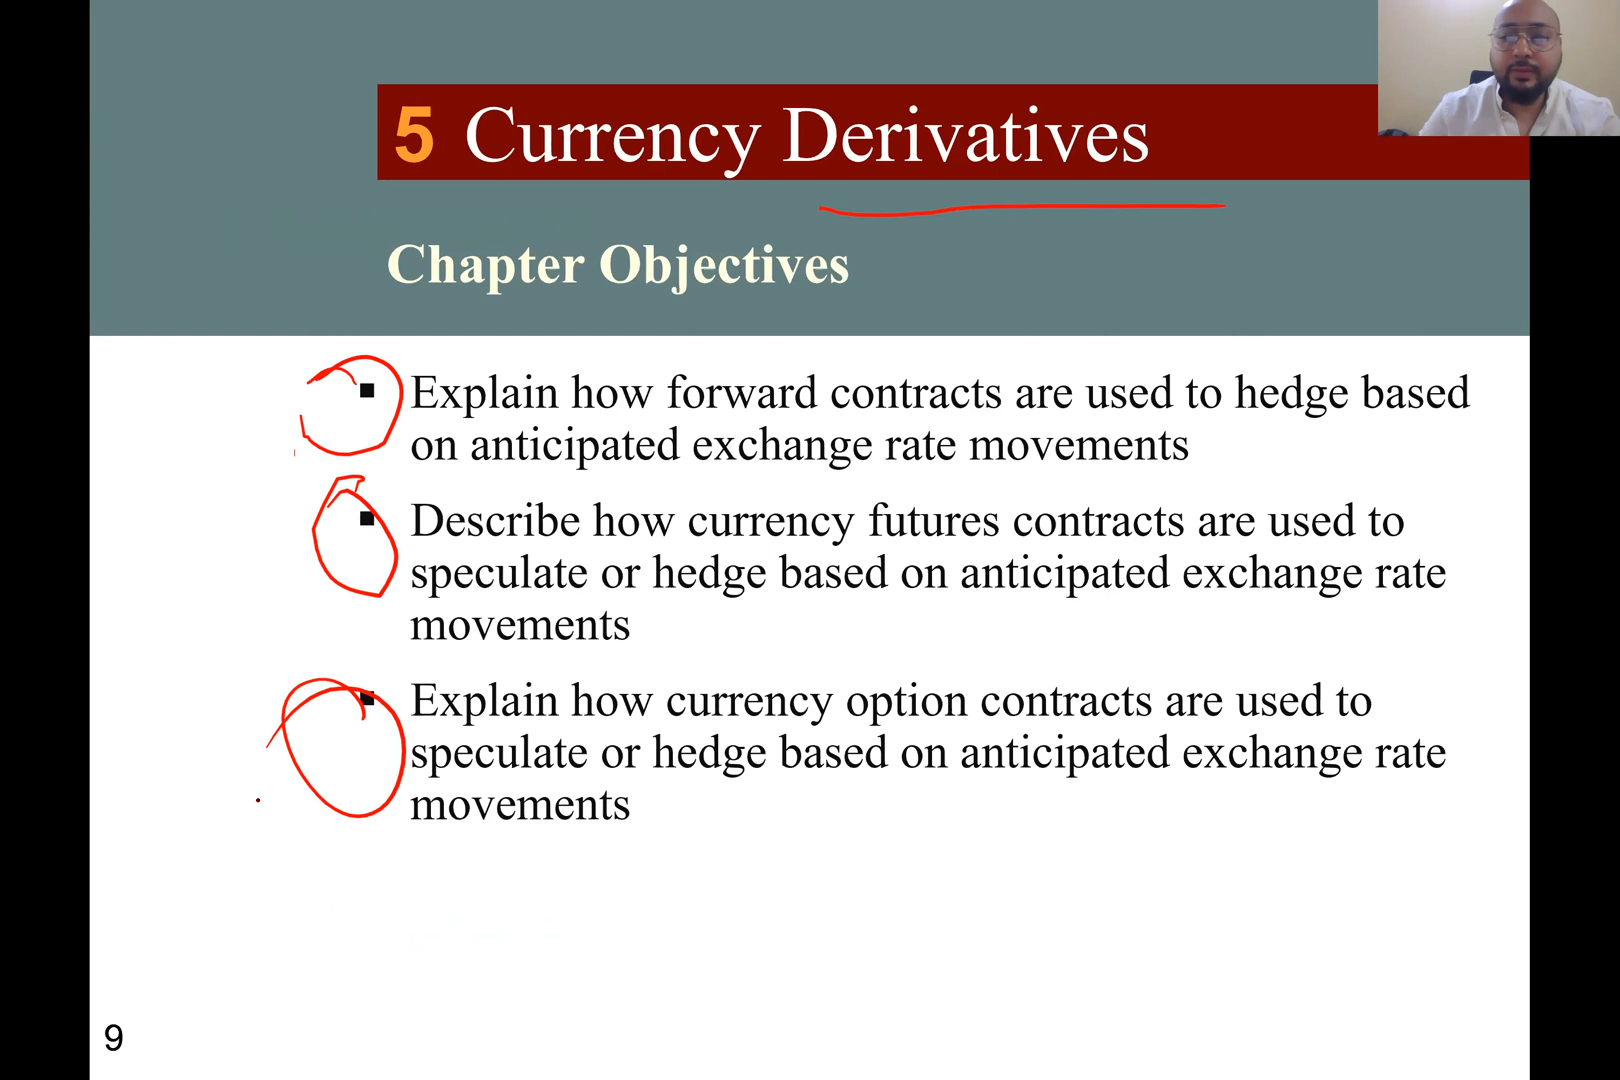 5 Currency Derivatives
Chapter Objectives
▪ Explain how forward contracts are used to hedge based
on anticipated exchange rate movements
▪ Describe how currency futures contracts are used to
speculate or hedge based on anticipated exchange rate
movements
▪ Explain how currency option contracts are used to
speculate or hedge based on anticipated exchange rate
movements
9